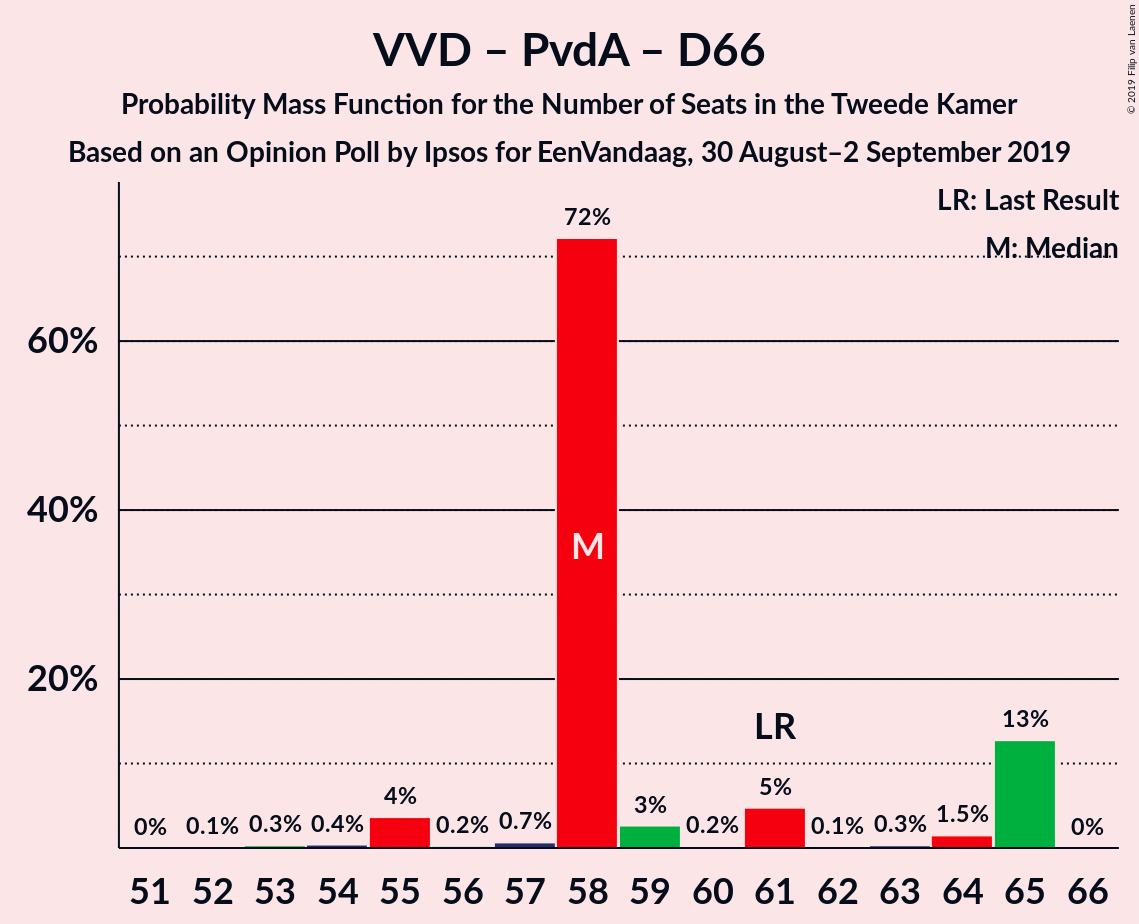 VVD – PvdA – D66
Probability Mass Function for the Number of Seats in the Tweede Kamer
Based on an Opinion Poll by Ipsos for EenVandaag, 30 August–2 September 2019
© 2019 Filip van Laenen
LR: Last Result
M: Median
60%
40%
20%
0% 0.1% 0.3% 0.4% 4% 0.2% 0.7% 72% 3% 0.2% 5% 0.1% 0.3% 1.5% 13% 0%
M
LR
51 52 53 54 55 56 57 58 59 60 61 62 63 64 65 66